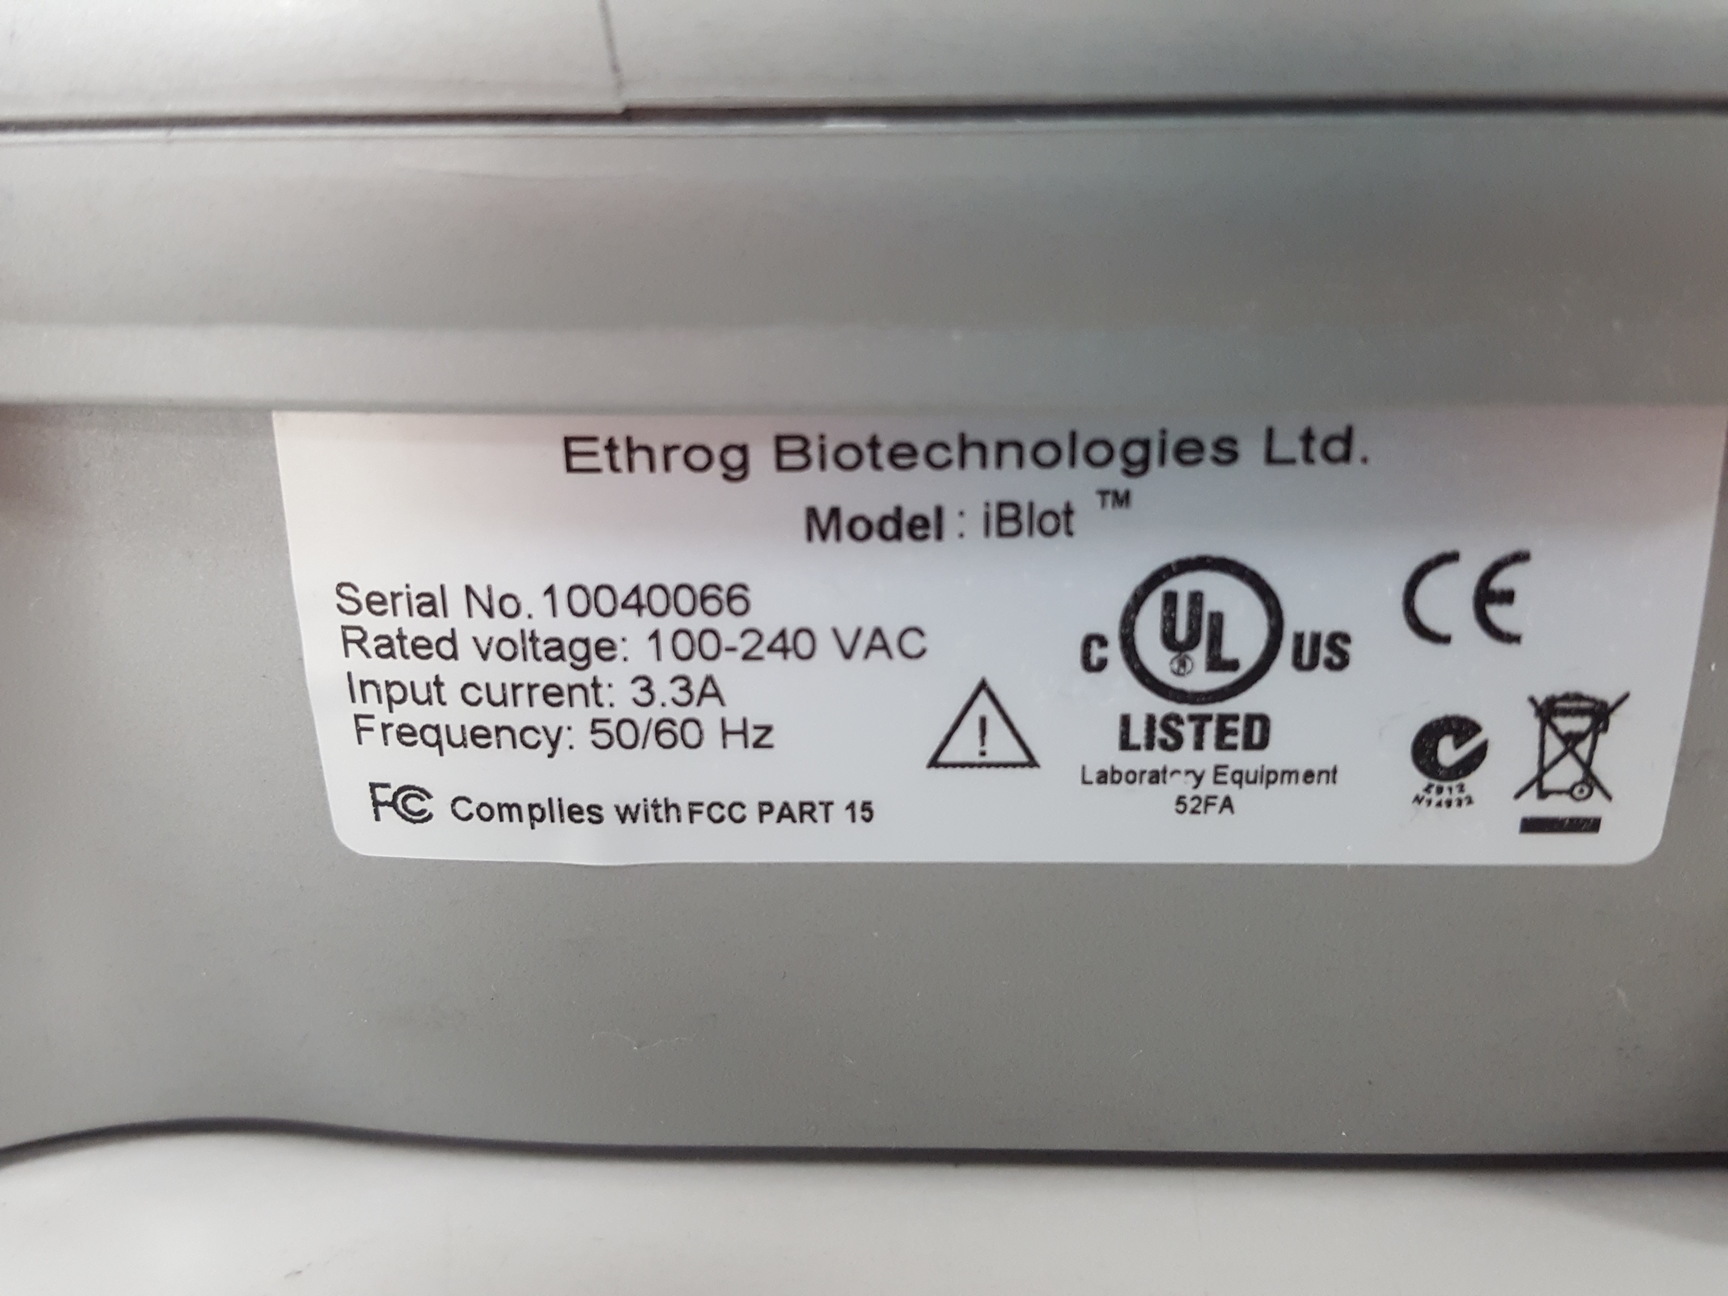 Ethrog Biotechnologies Ltd.
Model : iBlot ™
Serial No. 10040066
Rated voltage: 100-240 VAC
Input current: 3.3A
Frequency: 50/60 Hz
FC Complies with FCC PART 15
!
C UL® US
LISTED
Laboratory Equipment
52FA
CE